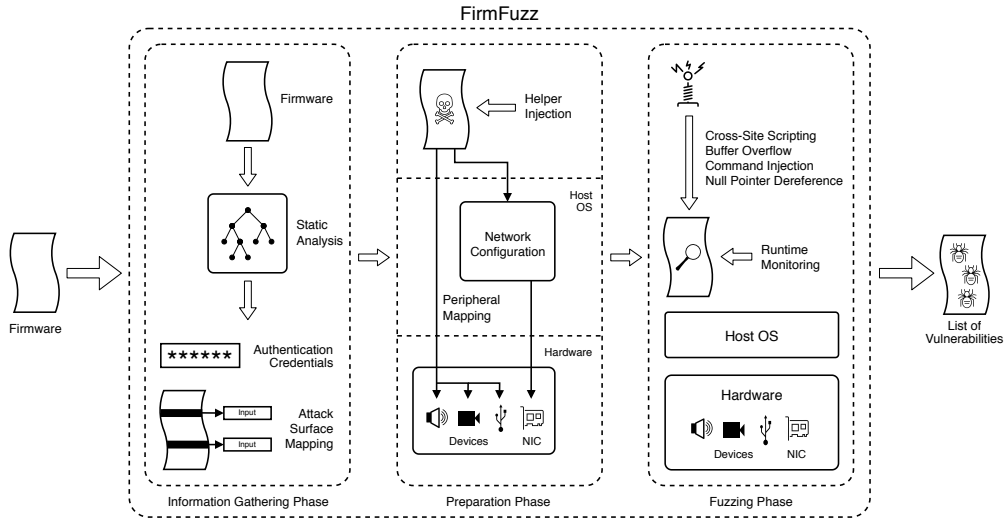 FirmFuzz
Firmware
Firmware
Static
Analysis
******
Authentication
Credentials
Input
Input
Attack
Surface
Mapping
Information Gathering Phase
Helper
Injection
Host
OS
Network
Configuration
Peripheral
Mapping
Hardware
Devices
NIC
Preparation Phase
Cross-Site Scripting
Buffer Overflow
Command Injection
Null Pointer Dereference
Runtime
Monitoring
Host OS
Hardware
Devices
NIC
Fuzzing Phase
List of
Vulnerabilities